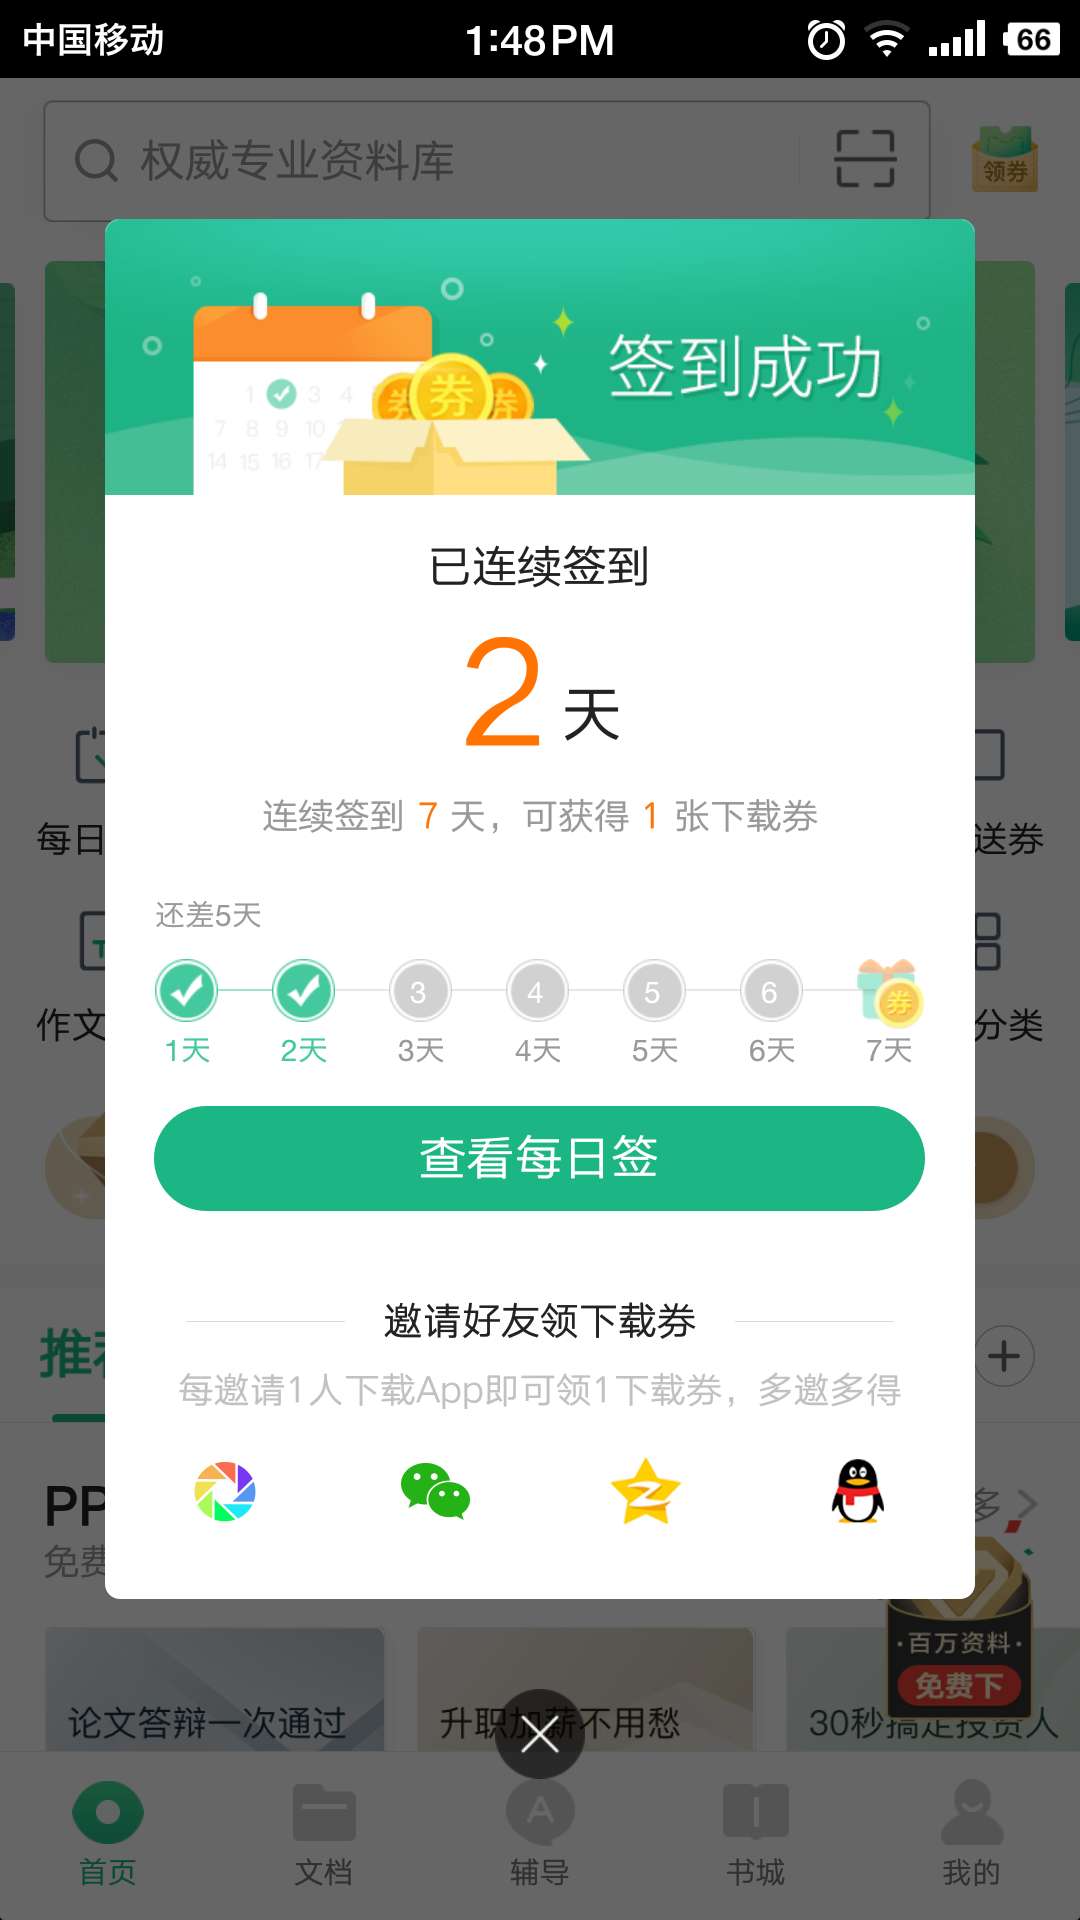 中国移动 1:48PM 66
权威专业资料库
领券
签到成功
券 券 券
1 3 4
7 8 9 10
14 15 16 17
已连续签到
2 天
连续签到 7 天，可获得 1 张下载券
还差5天
3 4 5 6 券
1天 2天 3天 4天 5天 6天 7天
查看每日签
每日
送券
作文
分类
邀请好友领下载券
每邀请1人下载App即可领1下载券，多邀多得
推荐
PP
多
免费
·百万资料·
免费下
论文答辩一次通过
升职加薪不用愁
30秒搞定投资人
首页 文档 辅导 书城 我的